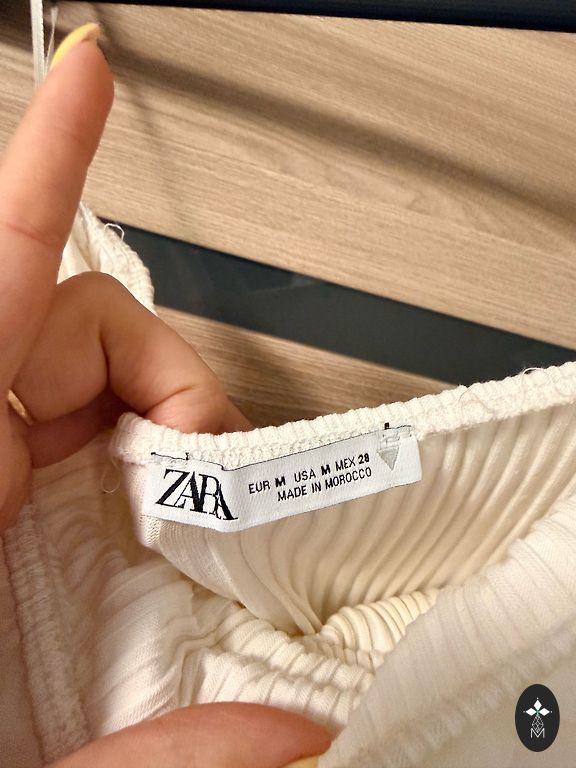 ZARA
EUR M USA M MEX 28
MADE IN MOROCCO
M